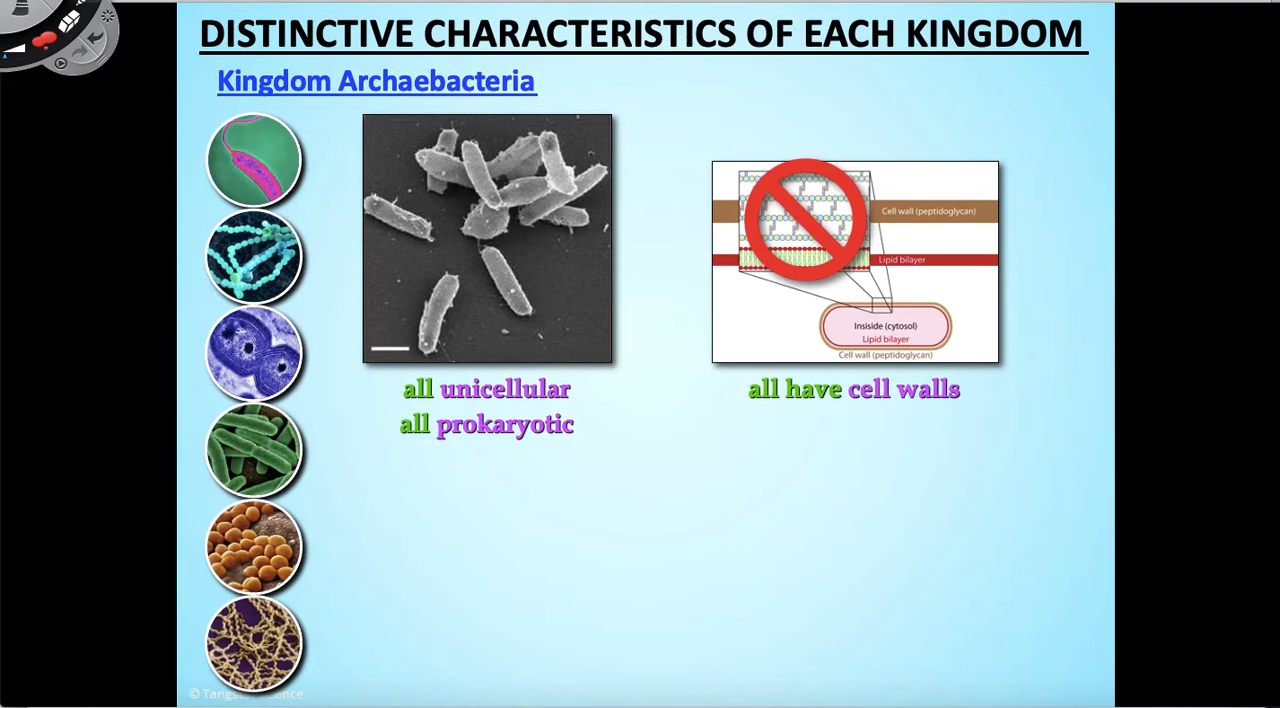 DISTINCTIVE CHARACTERISTICS OF EACH KINGDOM
Kingdom Archaebacteria
Cell wall (peptidoglycan)
Lipid bilayer
Insiside (cytosol)
Lipid bilayer
Cell wall (peptidoglycan)
all unicellular
all prokaryotic
all have cell walls
©